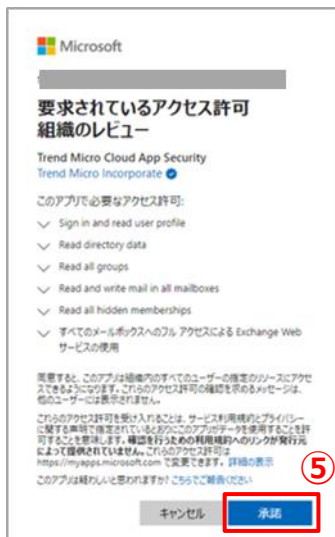 Microsoft
要求されているアクセス許可
組織のレビュー
Trend Micro Cloud App Security
Trend Micro Incorporate
このアプリで必要なアクセス許可:
Sign in and read user profile
Read directory data
Read all groups
Read and write mail in all mailboxes
Read all hidden memberships
すべてのメールボックスへのフル アクセスによる Exchange Web
サービスの使用
同意すると、このアプリは組織内のすべてのユーザーの指定のリソースにアクセ
スできるようになります。これらのアクセス許可の確認を求めるメッセージは、
他のユーザーには表示されません。
これらのアクセス許可を受け入れることは、サービス利用規約とプライバシー
に関する声明で指定されているとおりにこのアプリがデータを使用することを許
可することを意味します。確認を行うための利用規約へのリンクが発行元
によって提供されていません。これらのアクセス許可は
https://myapps.microsoft.com で変更できます。詳細の表示
このアプリは疑わしいと思われますか? こちらでご報告ください
⑤
キャンセル
承諾